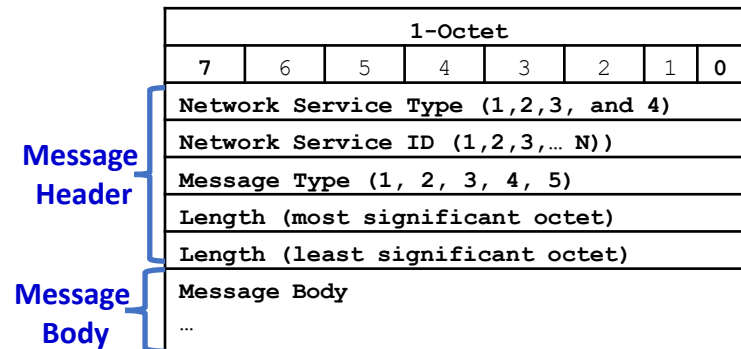 1-Octet
7 6 5 4 3 2 1 0
Message
Header
Network Service Type (1,2,3, and 4)
Network Service ID (1,2,3,… N))
Message Type (1, 2, 3, 4, 5)
Length (most significant octet)
Length (least significant octet)
Message
Body
Message Body
…